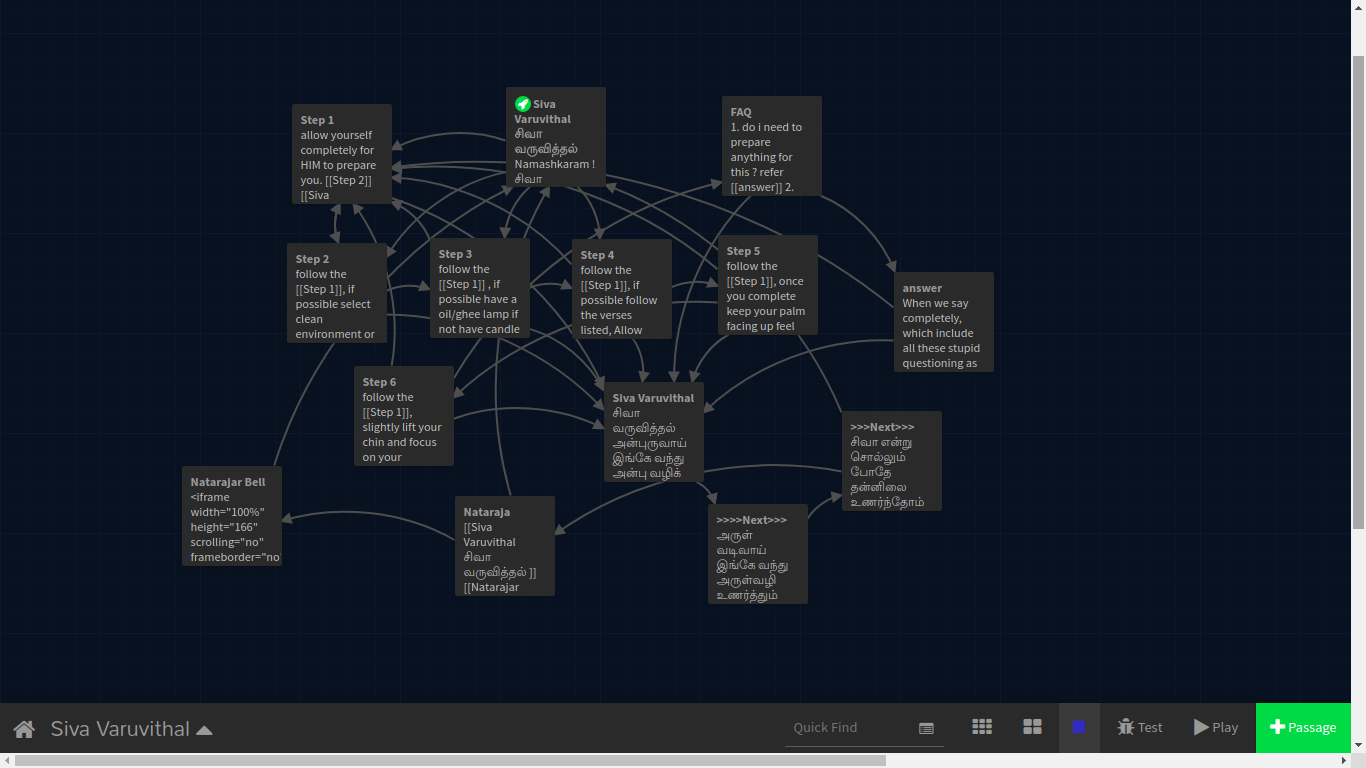 Step 1
allow yourself
completely for
HIM to prepare
you. [[Step 2]]
[[Siva
Siva
Varuvithal
சிவா
வருவித்தல்
Namashkaram !
சிவா
FAQ
1. do i need to
prepare
anything for
this ? refer
[[answer]] 2.
Step 2
follow the
[[Step 1]], if
possible select
clean
environment or
Step 3
follow the
[[Step 1]] , if
possible have a
oil/ghee lamp if
not have candle
Step 4
follow the
[[Step 1]], if
possible follow
the verses
listed, Allow
Step 5
follow the
[[Step 1]], once
you complete
keep your palm
facing up feel
answer
When we say
completely,
which include
all these stupid
questioning as
Step 6
follow the
[[Step 1]],
slightly lift your
chin and focus
on your
Siva Varuvithal
சிவா
வருவித்தல்
அன்புருவாய்
இங்கே வந்து
அன்பு வழிக்
>>>Next>>>
சிவா என்று
சொல்லும்
போதே
தன்னிலை
உணர்ந்தோம்
Natarajar Bell
<iframe
width="100%"
height="166"
scrolling="no"
frameborder="no"
Nataraja
[[Siva
Varuvithal
சிவா
வருவித்தல் ]]
[[Natarajar
>>>>Next>>>
அருள்
வடிவாய்
இங்கே வந்து
அருள்வழி
உணர்த்தும்
Siva Varuvithal
Quick Find
Test
Play
Passage